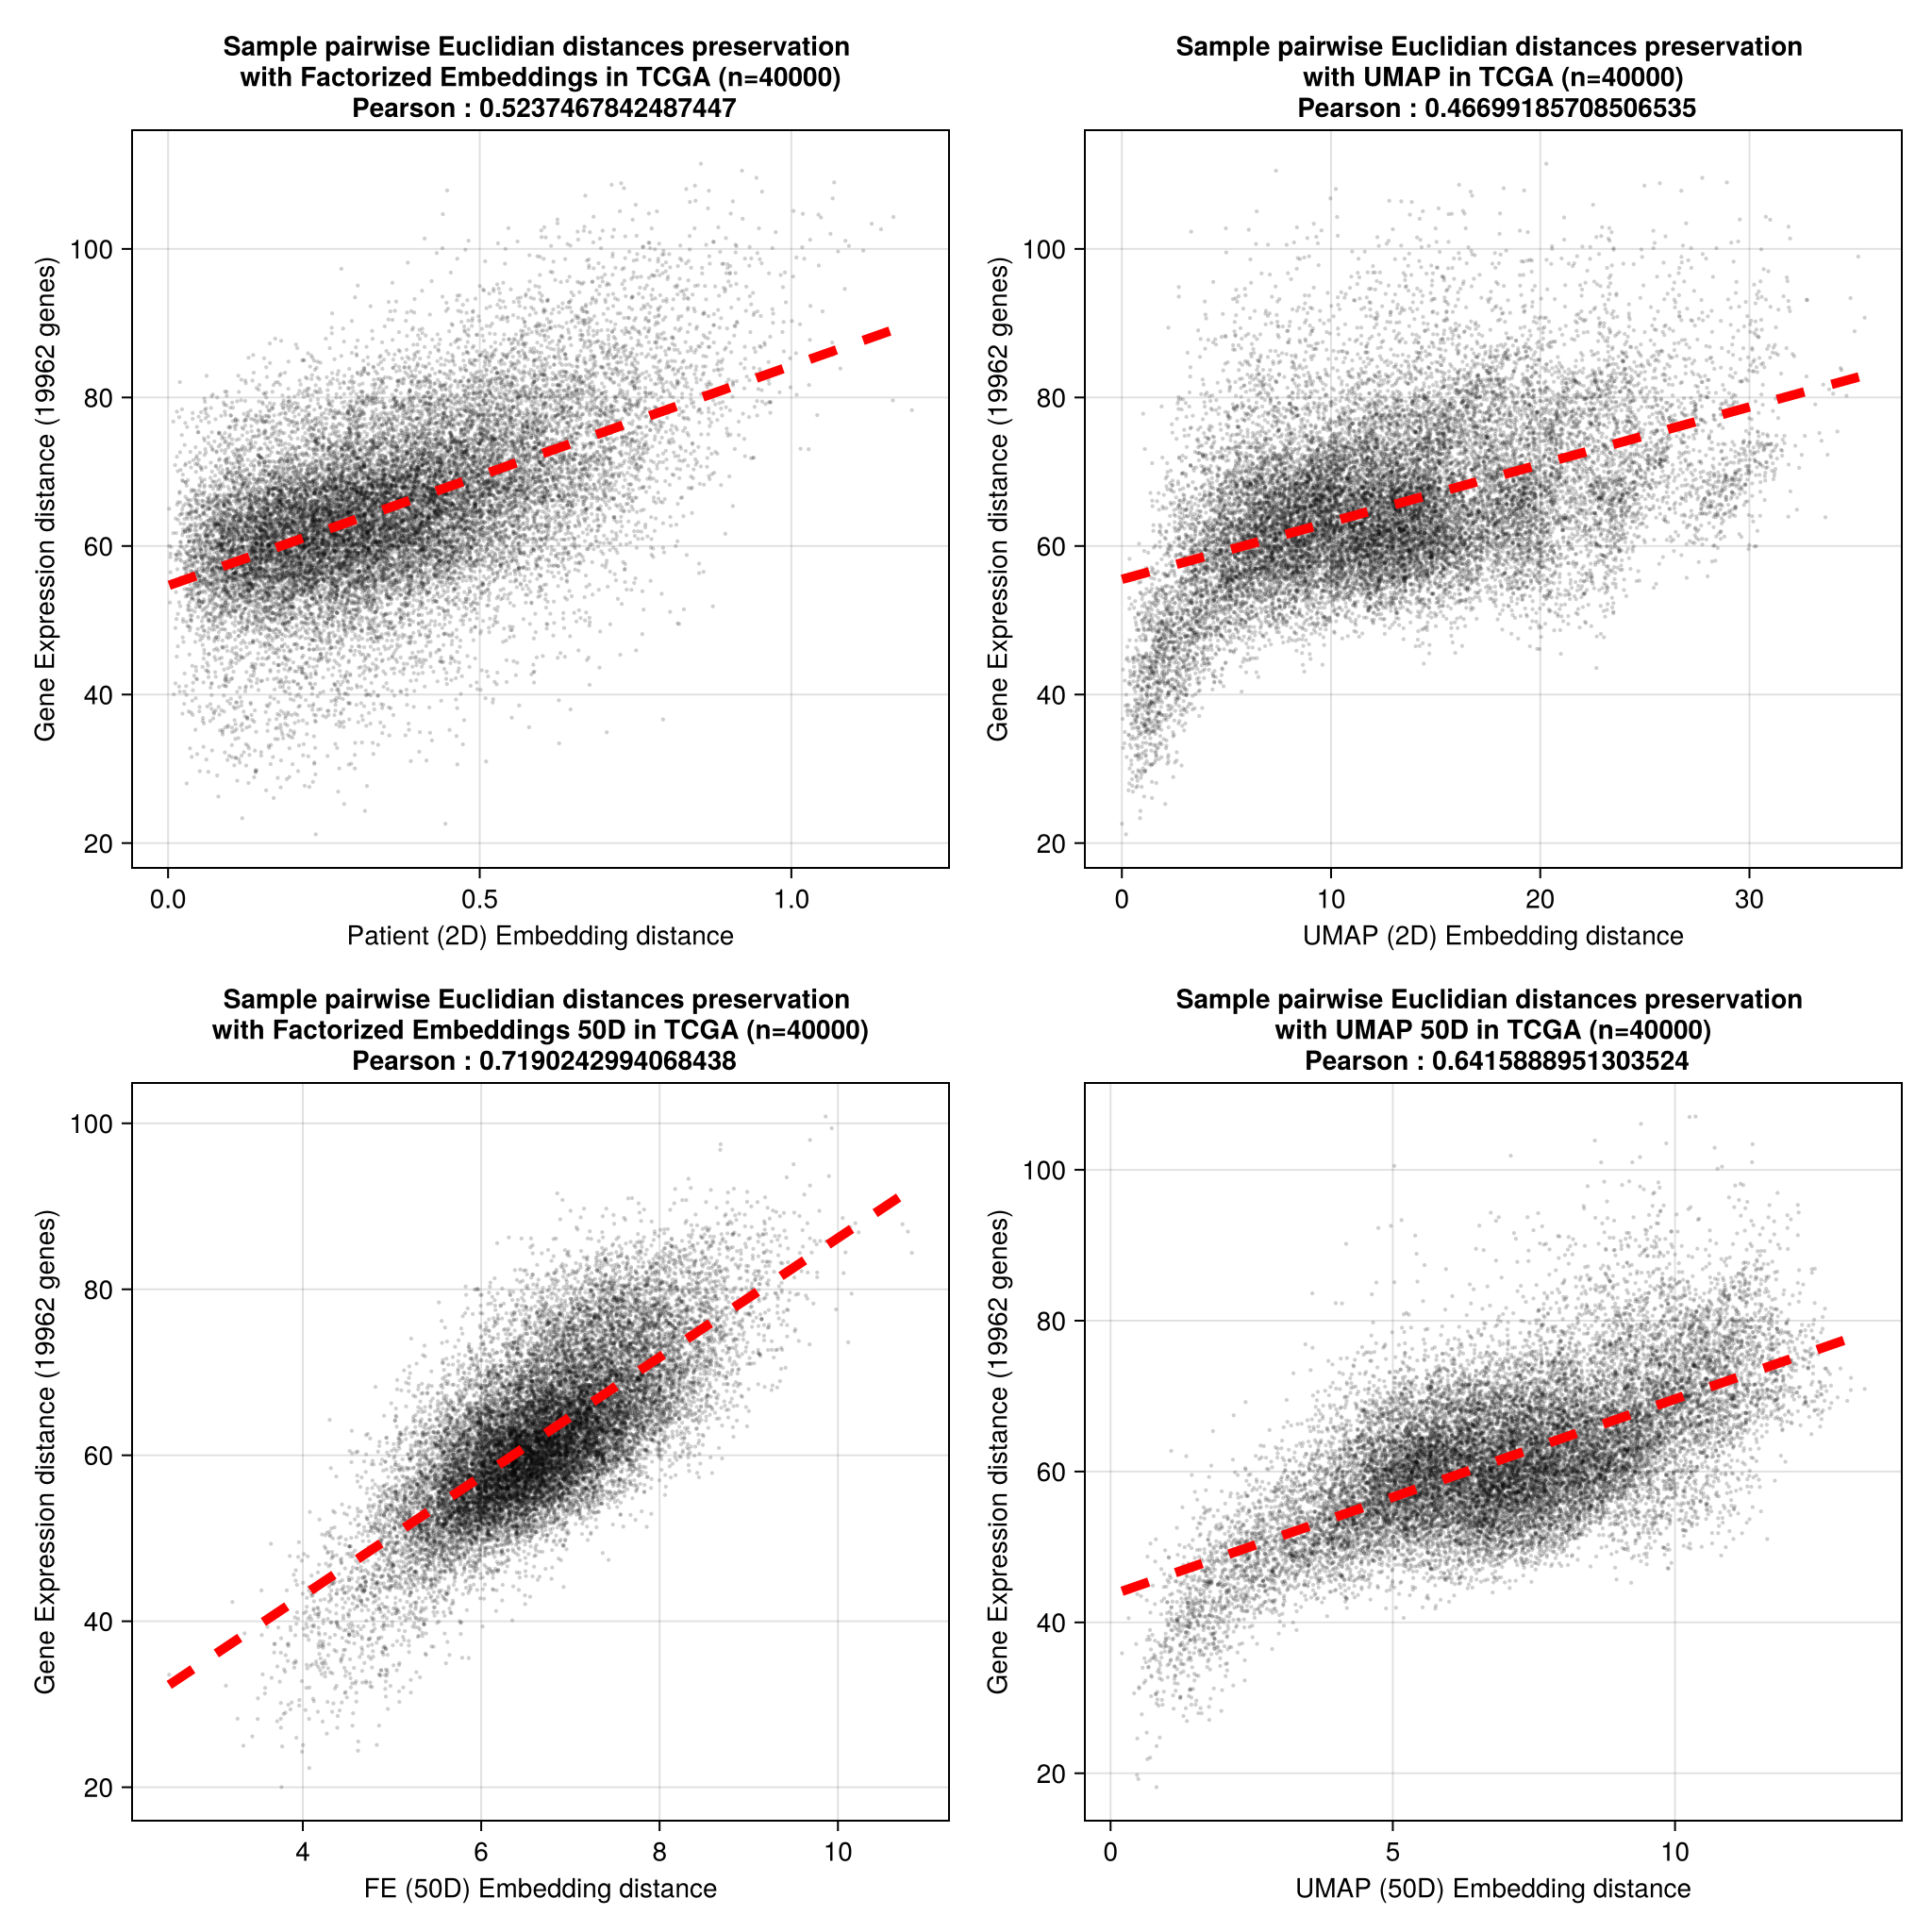 Sample pairwise Euclidian distances preservation
with Factorized Embeddings in TCGA (n=40000)
Pearson : 0.5237467842487447
Gene Expression distance (19962 genes)
100
80
60
40
20
0.0
0.5
1.0
Patient (2D) Embedding distance
Sample pairwise Euclidian distances preservation
with UMAP in TCGA (n=40000)
Pearson : 0.46699185708506535
Gene Expression distance (19962 genes)
100
80
60
40
20
0
10
20
30
UMAP (2D) Embedding distance
Sample pairwise Euclidian distances preservation
with Factorized Embeddings 50D in TCGA (n=40000)
Pearson : 0.7190242994068438
Gene Expression distance (19962 genes)
100
80
60
40
20
4
6
8
10
FE (50D) Embedding distance
Sample pairwise Euclidian distances preservation
with UMAP 50D in TCGA (n=40000)
Pearson : 0.6415888951303524
Gene Expression distance (19962 genes)
100
80
60
40
20
0
5
10
UMAP (50D) Embedding distance